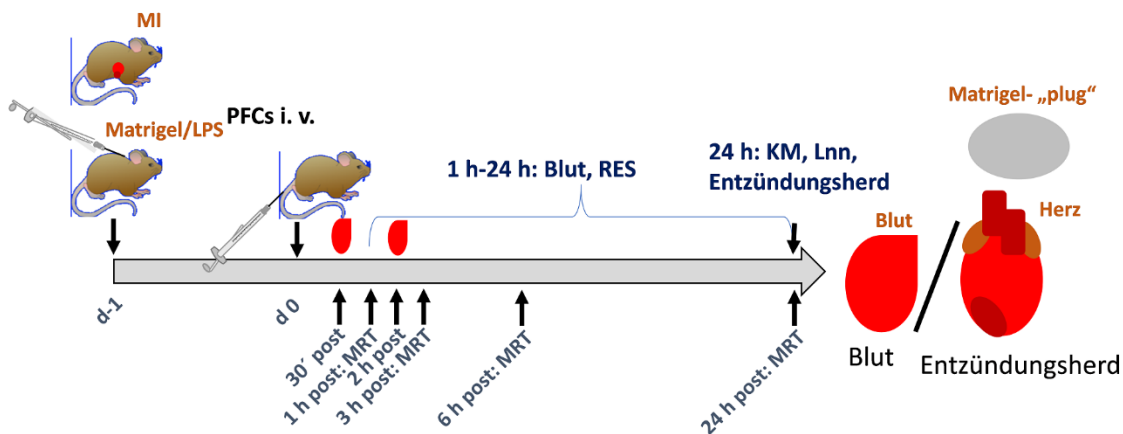 MI
Matrigel/LPS
PFCs i. v.
1 h-24 h: Blut, RES
24 h: KM, Lnn,
Entzündungsherd
Matrigel- „plug“
Blut
Herz
d-1
d 0
30´ post
1 h post: MRT
2 h post
3 h post: MRT
6 h post: MRT
24 h post: MRT
Blut
Entzündungsherd